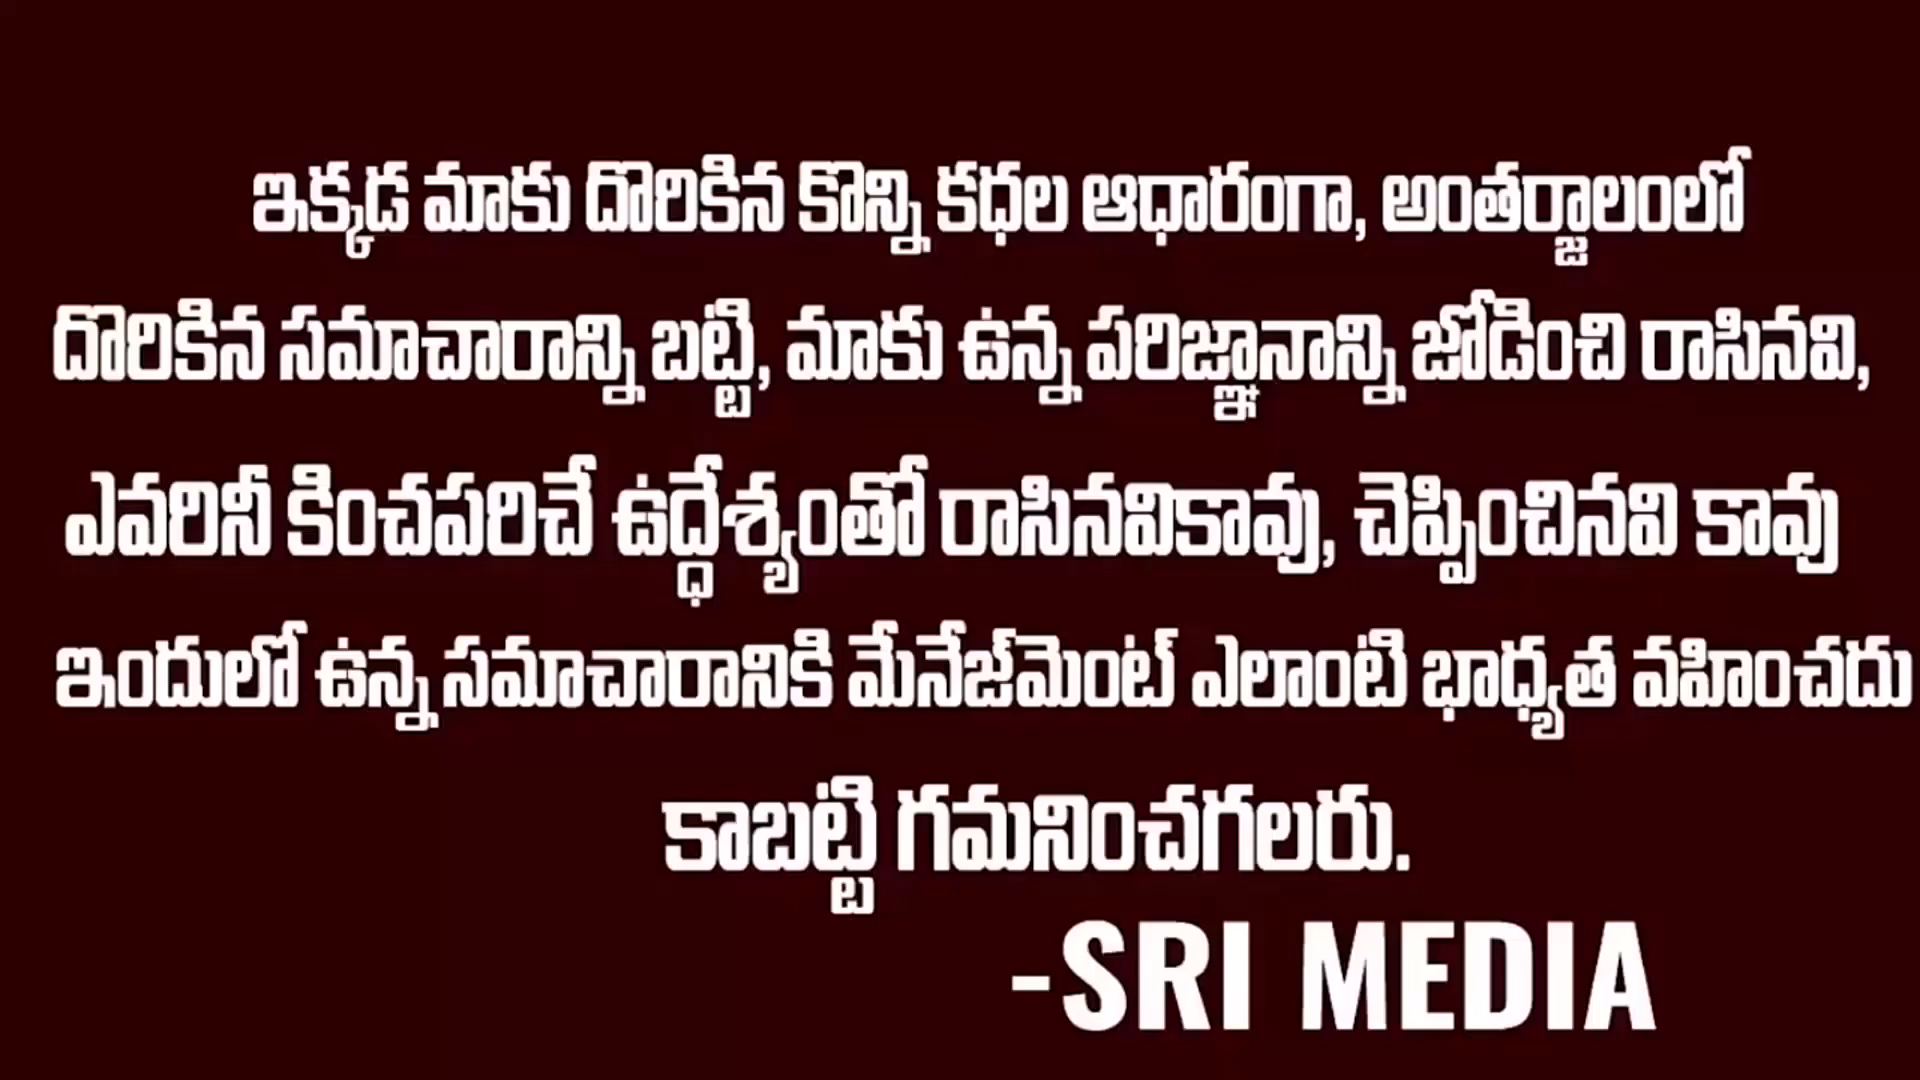 ఇక్కడ మాకు దొరికిన కొన్ని కధల ఆధారంగా, అంతర్జాలంలో
దొరికిన సమాచారాన్ని బట్టి, మాకు ఉన్న పరిజ్ఞానాన్ని జోడించి రాసినవి,
ఎవరినీ కించపరిచే ఉద్ధేశ్యంతో రాసినవికావు, చెప్పించినవి కావు
ఇందులో ఉన్న సమాచారానికి మేనేజ్‌మెంట్ ఎలాంటి భాధ్యత వహించదు
కాబట్టి గమనించగలరు.
-SRI MEDIA